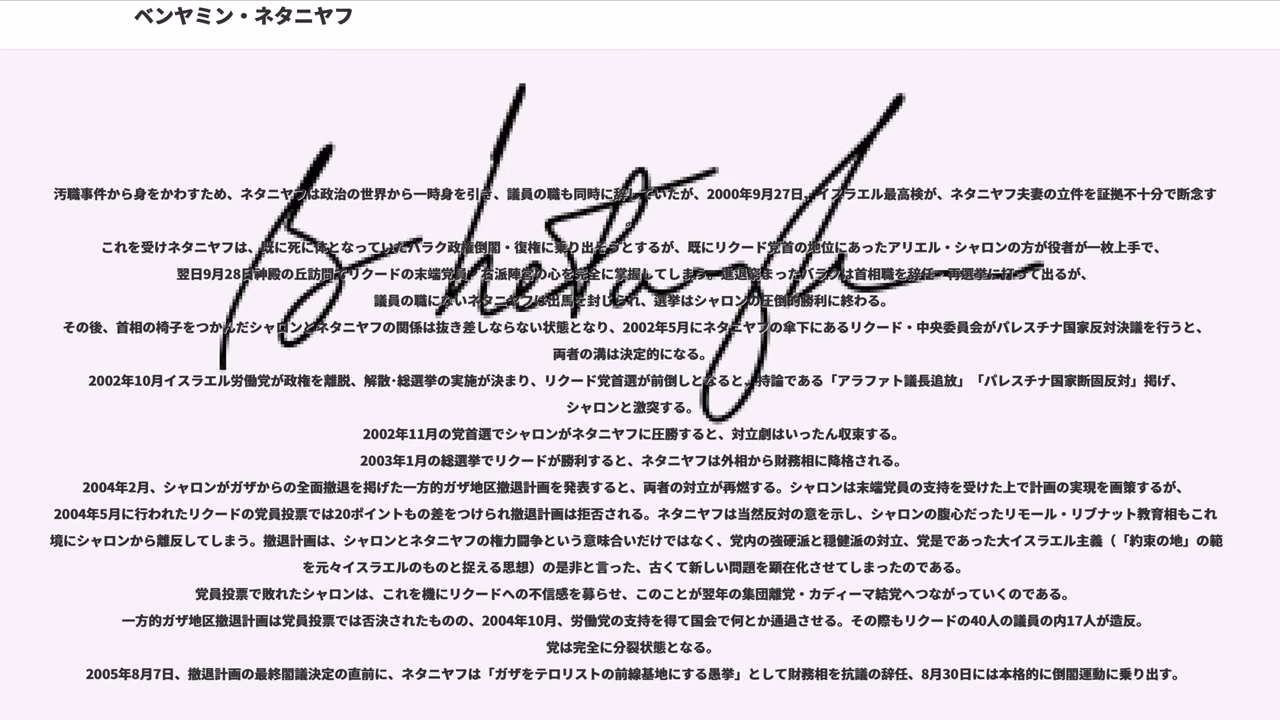 ベンヤミン・ネタニヤフ
汚職事件から身をかわすため、ネタニヤフは政治の世界から一時身を引き、議員の職も同時に辞していたが、2000年9月27日、イスラエル最高検が、ネタニヤフ夫妻の立件を証拠不十分で断念す
る。
これを受けネタニヤフは、既に死に体となっていたバラク政権倒閣・復権に乗り出そうとするが、既にリクード党首の地位にあったアリエル・シャロンの方が役者が一枚上手で、
翌日9月28日神殿の丘訪問でリクードの末端党員、右派陣営の心を完全に掌握してしまう。進退窮まったバラクは首相職を辞任、再選挙に打って出るが、
議員の職にないネタニヤフは出馬を封じられ、選挙はシャロンの圧倒的勝利に終わる。
その後、首相の椅子をつかんだシャロンとネタニヤフの関係は抜き差しならない状態となり、2002年5月にネタニヤフの傘下にあるリクード・中央委員会がパレスチナ国家反対決議を行うと、
両者の溝は決定的になる。
2002年10月イスラエル労働党が政権を離脱、解散·総選挙の実施が決まり、リクード党首選が前倒しとなると、持論である「アラファト議長追放」「パレスチナ国家断固反対」掲げ、
シャロンと激突する。
2002年11月の党首選でシャロンがネタニヤフに圧勝すると、対立劇はいったん収束する。
2003年1月の総選挙でリクードが勝利すると、ネタニヤフは外相から財務相に降格される。
2004年2月、シャロンがガザからの全面撤退を掲げた一方的ガザ地区撤退計画を発表すると、両者の対立が再燃する。シャロンは末端党員の支持を受けた上で計画の実現を画策するが、
2004年5月に行われたリクードの党員投票では20ポイントもの差をつけられ撤退計画は拒否される。ネタニヤフは当然反対の意を示し、シャロンの腹心だったリモール・リブナット教育相もこれ
境にシャロンから離反してしまう。撤退計画は、シャロンとネタニヤフの権力闘争という意味合いだけではなく、党内の強硬派と穏健派の対立、党是であった大イスラエル主義（「約束の地」の範
を元々イスラエルのものと捉える思想）の是非と言った、古くて新しい問題を顕在化させてしまったのである。
党員投票で敗れたシャロンは、これを機にリクードへの不信感を募らせ、このことが翌年の集団離党・カディーマ結党へつながっていくのである。
一方的ガザ地区撤退計画は党員投票では否決されたものの、2004年10月、労働党の支持を得て国会で何とか通過させる。その際もリクードの40人の議員の内17人が造反。
党は完全に分裂状態となる。
2005年8月7日、撤退計画の最終閣議決定の直前に、ネタニヤフは「ガザをテロリストの前線基地にする愚挙」として財務相を抗議の辞任、8月30日には本格的に倒閣運動に乗り出す。